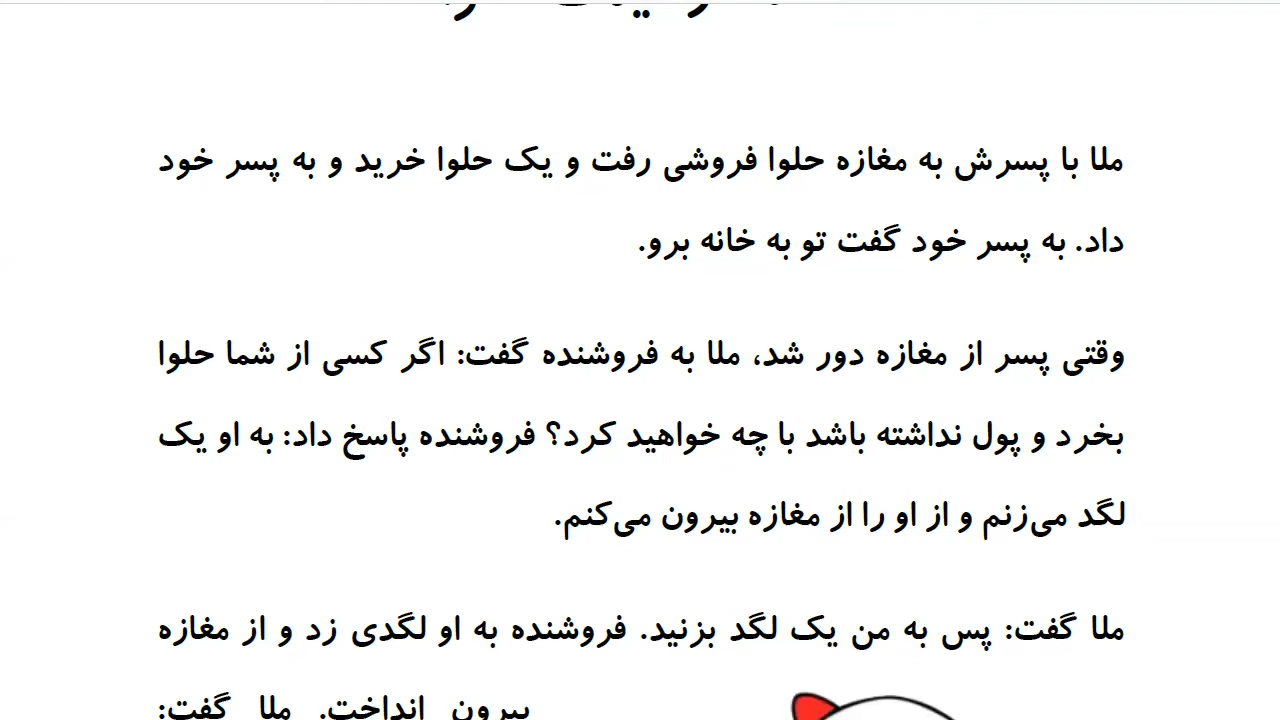 ملا با پسرش به مغازه حلوا فروشی رفت و یک حلوا خرید و به پسر خود
داد. به پسر خود گفت تو به خانه برو.
وقتی پسر از مغازه دور شد، ملا به فروشنده گفت: اگر کسی از شما حلوا
بخرد و پول نداشته باشد با چه خواهید کرد؟ فروشنده پاسخ داد: به او یک
لگد می‌زنم و از او را از مغازه بیرون می‌کنم.
ملا گفت: پس به من یک لگد بزنید. فروشنده به او لگدی زد و از مغازه
بیرون انداخت. ملا گفت: